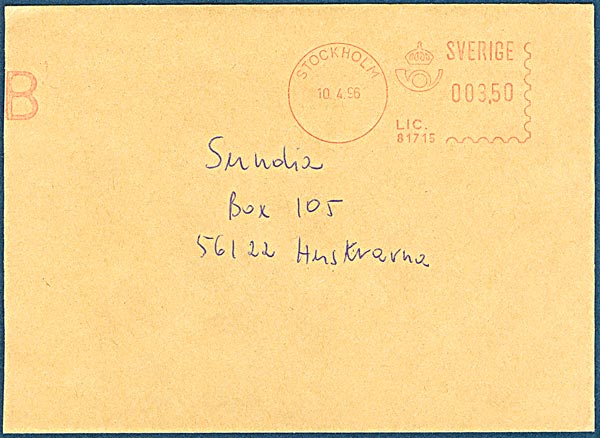 STOCKHOLM
10. 4.96
SVERIGE
003,50
LIC.
81715
B
Sundia
Box 105
56122 Huskvarna